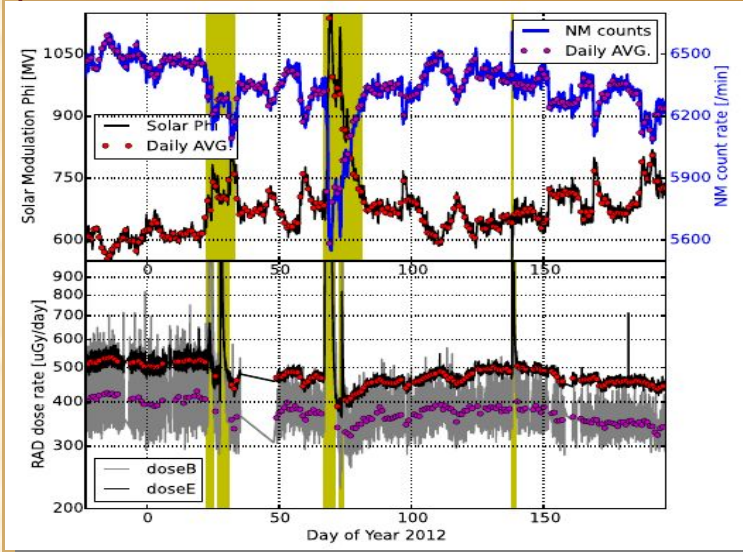 1050
900
750
600
Solar Modulation Phi [MV]
Solar Phi
Daily AVG.
NM counts
Daily AVG.
6500
6200
5900
5600
NM count rate [/min]
0 50 100 150
900
800
700
600
500
400
300
200
RAD dose rate [uGy/day]
doseB
doseE
0 50 100 150
Day of Year 2012